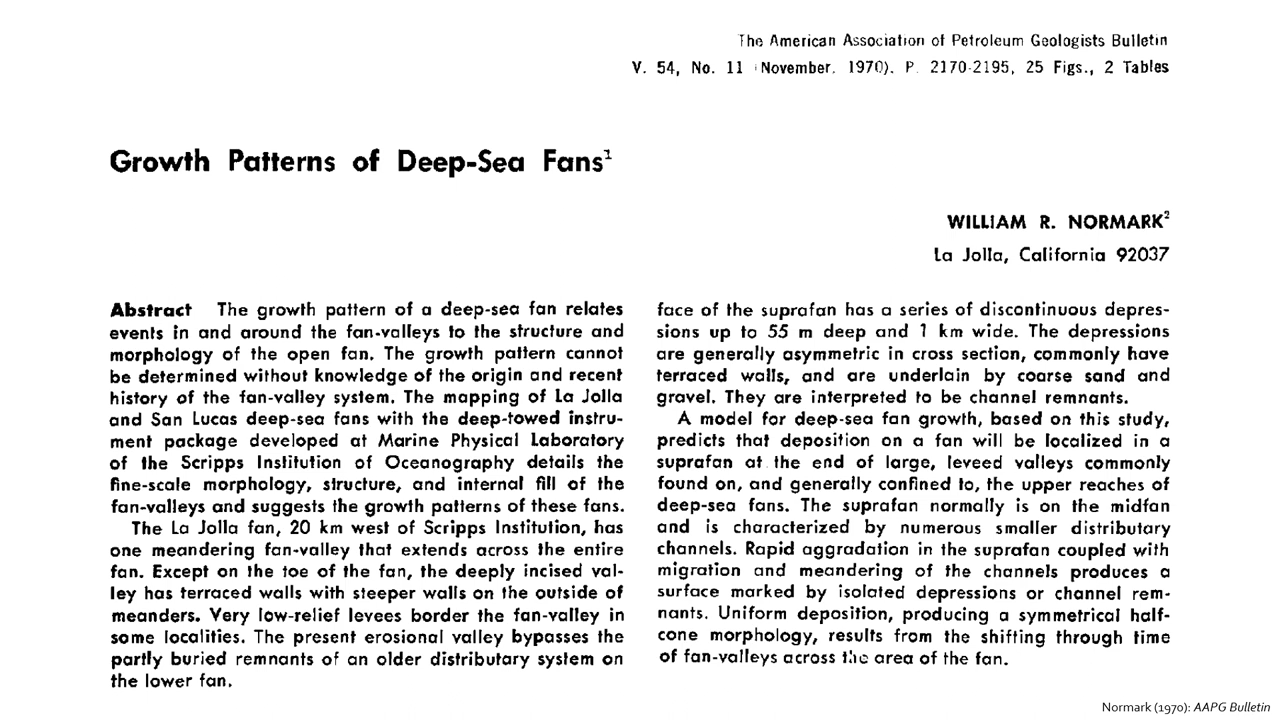 The American Association of Petroleum Geologists Bulletin
V. 54, No. 11 (November, 1970), P. 2170-2195, 25 Figs., 2 Tables
Growth Patterns of Deep-Sea Fans¹
WILLIAM R. NORMARK²
La Jolla, California 92037
Abstract The growth pattern of a deep-sea fan relates
events in and around the fan-valleys to the structure and
morphology of the open fan. The growth pattern cannot
be determined without knowledge of the origin and recent
history of the fan-valley system. The mapping of La Jolla
and San Lucas deep-sea fans with the deep-towed instru-
ment package developed at Marine Physical Laboratory
of the Scripps Institution of Oceanography details the
fine-scale morphology, structure, and internal fill of the
fan-valleys and suggests the growth patterns of these fans.
The La Jolla fan, 20 km west of Scripps Institution, has
one meandering fan-valley that extends across the entire
fan. Except on the toe of the fan, the deeply incised val-
ley has terraced walls with steeper walls on the outside of
meanders. Very low-relief levees border the fan-valley in
some localities. The present erosional valley bypasses the
partly buried remnants of an older distributary system on
the lower fan.
face of the suprafan has a series of discontinuous depres-
sions up to 55 m deep and 1 km wide. The depressions
are generally asymmetric in cross section, commonly have
terraced walls, and are underlain by coarse sand and
gravel. They are interpreted to be channel remnants.
A model for deep-sea fan growth, based on this study,
predicts that deposition on a fan will be localized in a
suprafan at the end of large, leveed valleys commonly
found on, and generally confined to, the upper reaches of
deep-sea fans. The suprafan normally is on the midfan
and is characterized by numerous smaller distributary
channels. Rapid aggradation in the suprafan coupled with
migration and meandering of the channels produces a
surface marked by isolated depressions or channel rem-
nants. Uniform deposition, producing a symmetrical half-
cone morphology, results from the shifting through time
of fan-valleys across the area of the fan.
Normark (1970): AAPG Bulletin